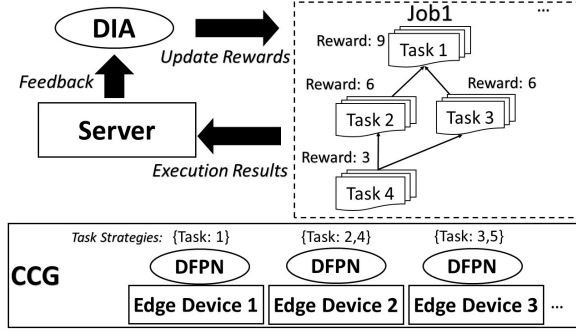 DIA
Update Rewards
Feedback
Server
Execution Results
Job1
...
Reward: 9
Task 1
Reward: 6
Reward: 6
Task 2
Task 3
Reward: 3
Task 4
CCG
Task Strategies: {Task: 1} {Task: 2,4} {Task: 3,5}
DFPN DFPN DFPN
Edge Device 1 Edge Device 2 Edge Device 3 ...